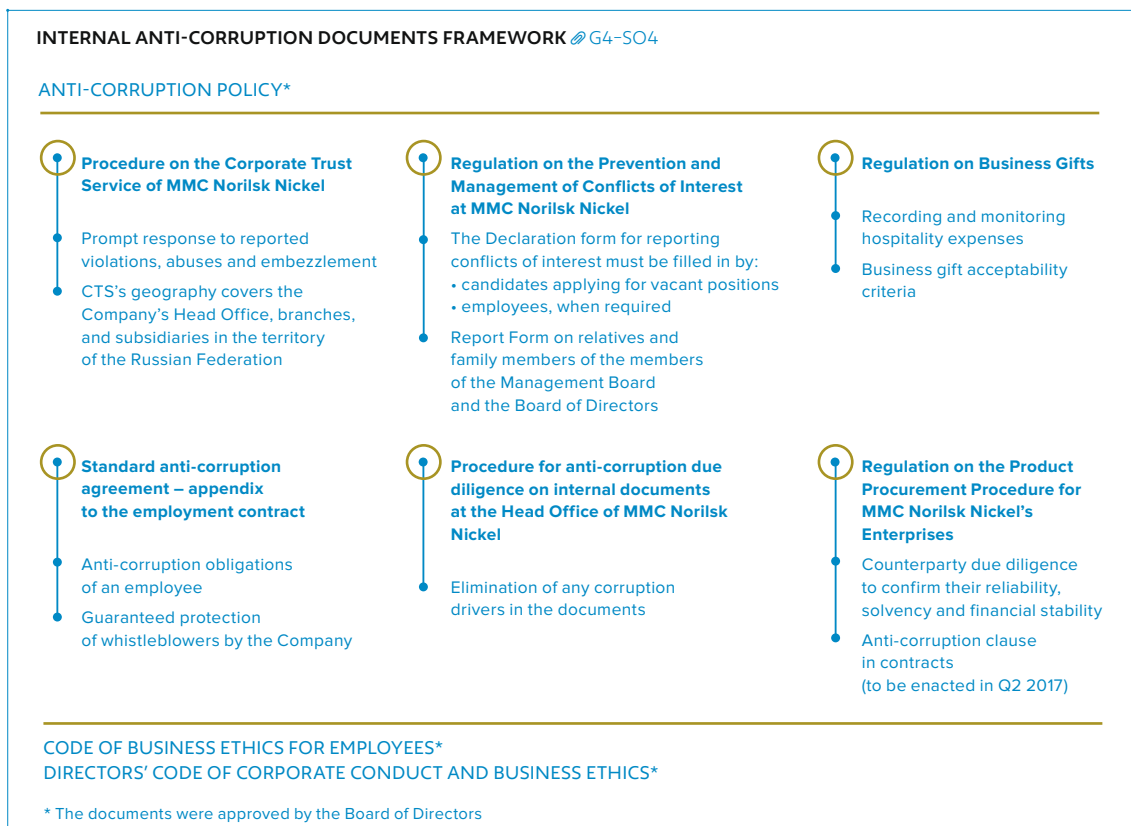 INTERNAL ANTI-CORRUPTION DOCUMENTS FRAMEWORK G4-SO4
ANTI-CORRUPTION POLICY*
Procedure on the Corporate Trust
Service of MMC Norilsk Nickel
Prompt response to reported
violations, abuses and embezzlement
CTS's geography covers the
Company's Head Office, branches,
and subsidiaries in the territory
of the Russian Federation
Regulation on the Prevention and
Management of Conflicts of Interest
at MMC Norilsk Nickel
The Declaration form for reporting
conflicts of interest must be filled in by:
• candidates applying for vacant positions
• employees, when required
Report Form on relatives and
family members of the members
of the Management Board
and the Board of Directors
Regulation on Business Gifts
Recording and monitoring
hospitality expenses
Business gift acceptability
criteria
Standard anti-corruption
agreement – appendix
to the employment contract
Anti-corruption obligations
of an employee
Guaranteed protection
of whistleblowers by the Company
Procedure for anti-corruption due
diligence on internal documents
at the Head Office of MMC Norilsk
Nickel
Elimination of any corruption
drivers in the documents
Regulation on the Product
Procurement Procedure for
MMC Norilsk Nickel's
Enterprises
Counterparty due diligence
to confirm their reliability,
solvency and financial stability
Anti-corruption clause
in contracts
(to be enacted in Q2 2017)
CODE OF BUSINESS ETHICS FOR EMPLOYEES*
DIRECTORS' CODE OF CORPORATE CONDUCT AND BUSINESS ETHICS*
* The documents were approved by the Board of Directors